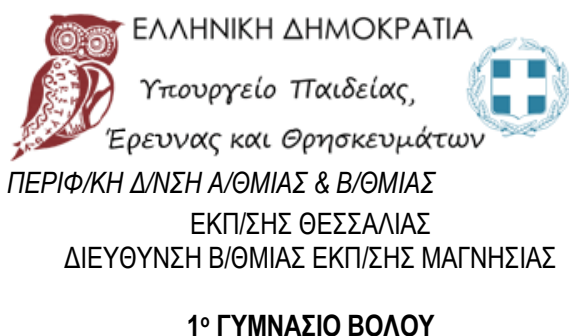 ΕΛΛΗΝΙΚΗ ΔΗΜΟΚΡΑΤΙΑ
Υπουργείο Παιδείας,
Έρευνας και Θρησκευμάτων
ΠΕΡΙΦ/ΚΗ Δ/ΝΣΗ Α/ΘΜΙΑΣ & Β/ΘΜΙΑΣ
ΕΚΠ/ΣΗΣ ΘΕΣΣΑΛΙΑΣ
ΔΙΕΥΘΥΝΣΗ Β/ΘΜΙΑΣ ΕΚΠ/ΣΗΣ ΜΑΓΝΗΣΙΑΣ
1ο ΓΥΜΝΑΣΙΟ ΒΟΛΟΥ